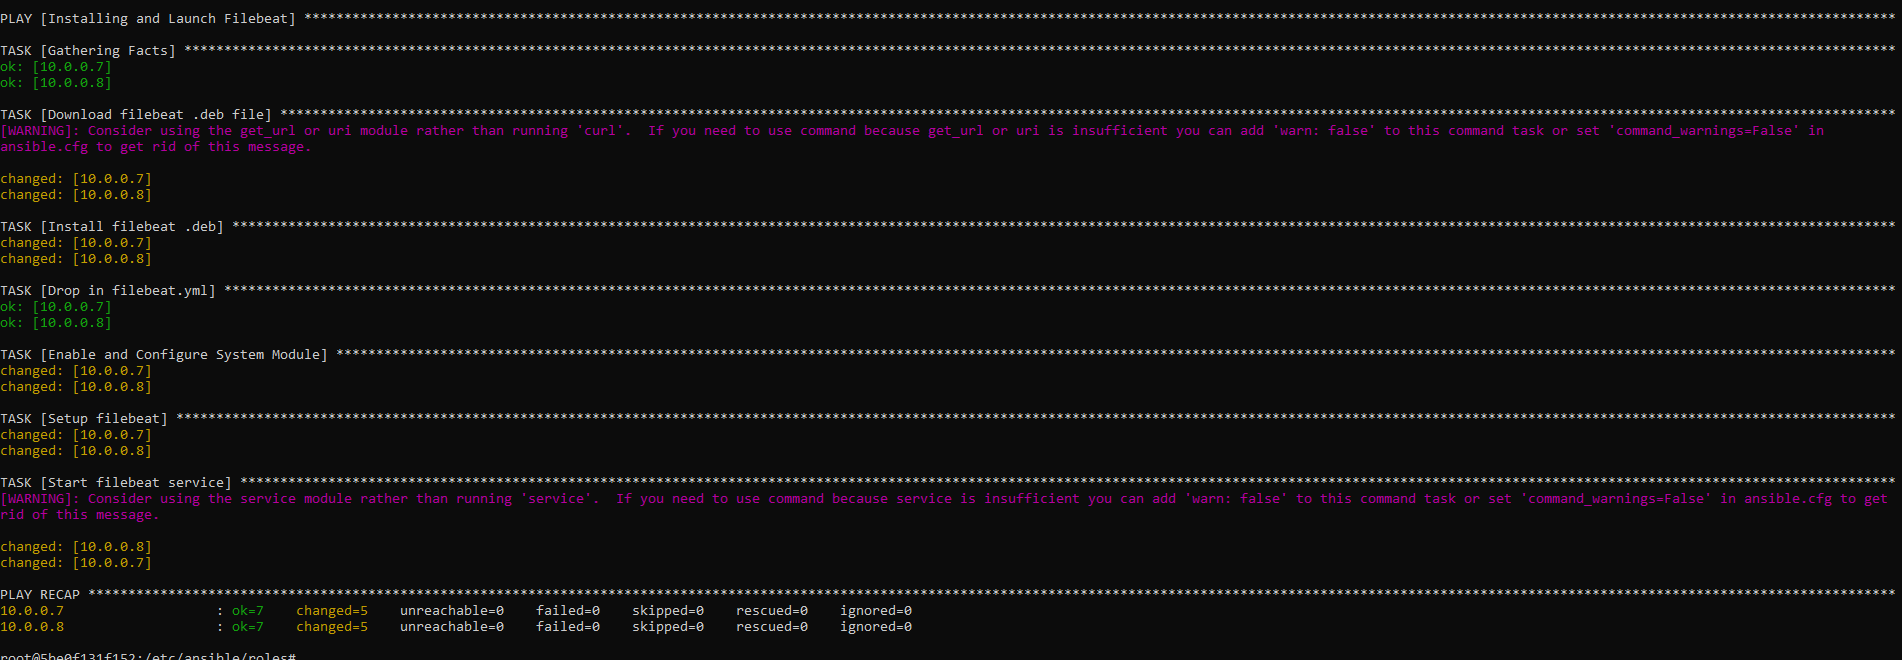 PLAY [Installing and Launch Filebeat] ***************************************************************************************************************************************************************************************************
TASK [Gathering Facts] ******************************************************************************************************************************************************************************************************************
ok: [10.0.0.7]
ok: [10.0.0.8]
TASK [Download filebeat .deb file] ******************************************************************************************************************************************************************************************************
[WARNING]: Consider using the get_url or uri module rather than running 'curl'.  If you need to use command because get_url or uri is insufficient you can add 'warn: false' to this command task or set 'command_warnings=False' in
ansible.cfg to get rid of this message.
changed: [10.0.0.7]
changed: [10.0.0.8]
TASK [Install filebeat .deb] ************************************************************************************************************************************************************************************************************
changed: [10.0.0.7]
changed: [10.0.0.8]
TASK [Drop in filebeat.yml] *************************************************************************************************************************************************************************************************************
ok: [10.0.0.7]
ok: [10.0.0.8]
TASK [Enable and Configure System Module] ***********************************************************************************************************************************************************************************************
changed: [10.0.0.7]
changed: [10.0.0.8]
TASK [Setup filebeat] *******************************************************************************************************************************************************************************************************************
changed: [10.0.0.7]
changed: [10.0.0.8]
TASK [Start filebeat service] ***********************************************************************************************************************************************************************************************************
[WARNING]: Consider using the service module rather than running 'service'.  If you need to use command because service is insufficient you can add 'warn: false' to this command task or set 'command_warnings=False' in ansible.cfg to get
rid of this message.
changed: [10.0.0.8]
changed: [10.0.0.7]
PLAY RECAP ******************************************************************************************************************************************************************************************************************************
10.0.0.7                   : ok=7    changed=5    unreachable=0    failed=0    skipped=0    rescued=0    ignored=0
10.0.0.8                   : ok=7    changed=5    unreachable=0    failed=0    skipped=0    rescued=0    ignored=0
root@5be0f131f152:/etc/ansible/roles#